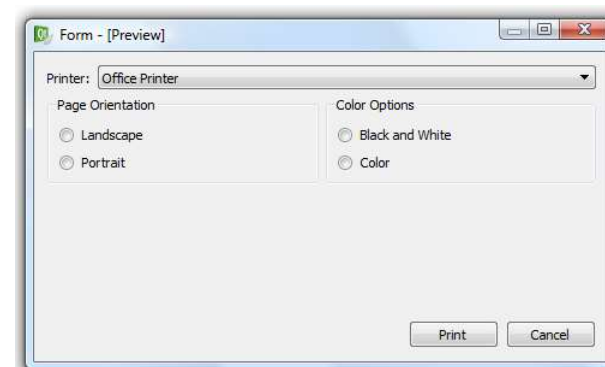 Form - [Preview]
Printer: Office Printer
Page Orientation
Landscape
Portrait
Color Options
Black and White
Color
Print Cancel